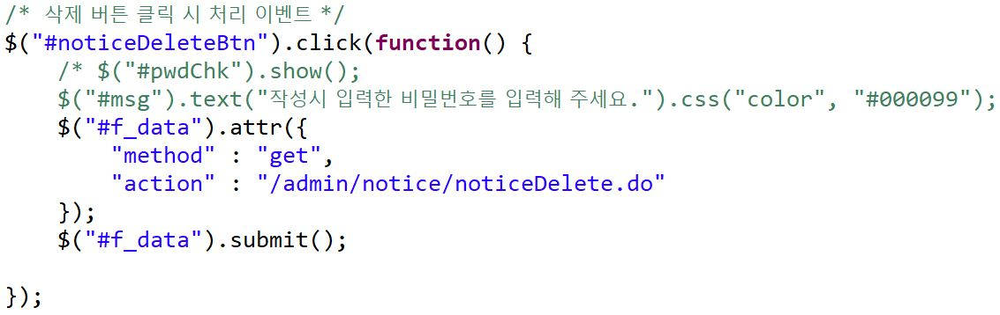 /* 삭제 버튼 클릭 시 처리 이벤트 */
$("#noticeDeleteBtn").click(function() {
    /* $("#pwdChk").show();
    $("#msg").text("작성시 입력한 비밀번호를 입력해 주세요.").css("color", "#000099");
    $("#f_data").attr({
        "method" : "get",
        "action" : "/admin/notice/noticeDelete.do"
    });
    $("#f_data").submit();
});